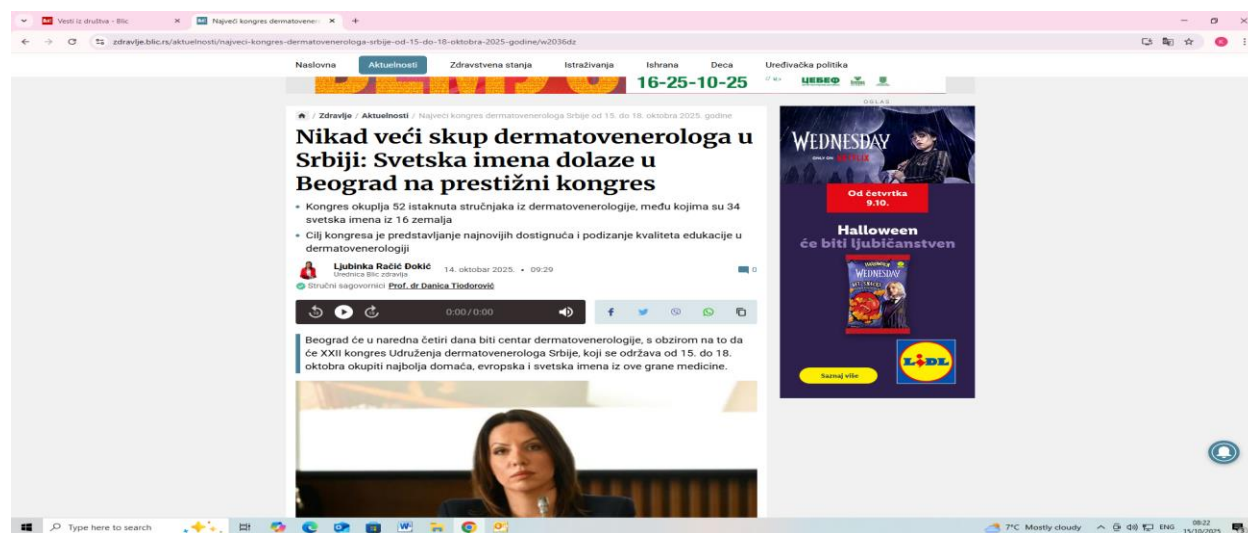 Vesti iz društva - Blic
Najveći kongres dermatovener
zdravlje.blic.rs/aktuelnosti/najveci-kongres-dermatovenerologa-srbije-od-15-do-18-oktobra-2025-godine/w2036dz
Naslovna Aktuelnosti Zdravstvena stanja Istraživanja Ishrana Deca Uređivačka politika
16-25-10-25
ЦЕБЕФ
OGLAS
/ Zdravlje / Aktuelnosti / Najveći kongres dermatovenerologa Srbije od 15. do 18. oktobra 2025. godine
Nikad veći skup dermatovenerologa u
Srbiji: Svetska imena dolaze u
Beograd na prestižni kongres
• Kongres okuplja 52 istaknuta stručnjaka iz dermatovenerologije, među kojima su 34
svetska imena iz 16 zemalja
• Cilj kongresa je predstavljanje najnovijih dostignuća i podizanje kvaliteta edukacije u
dermatovenerologiji
Ljubinka Račić Đokić 14. oktobar 2025. • 09:29 0
Urednica Blic zdravlja
Stručni sagovornici Prof. dr Danica Tiodorović
0:00 / 0:00
Beograd će u naredna četiri dana biti centar dermatovenerologije, s obzirom na to da
će XXII kongres Udruženja dermatovenerologa Srbije, koji se održava od 15. do 18.
oktobra okupiti najbolja domaća, evropska i svetska imena iz ove grane medicine.
WEDNESDAY
ONLY ON NETFLIX
Od četvrtka
9.10.
Halloween
će biti ljubičanstven
WEDNESDAY
Saznaj više
LIDL
Type here to search
7°C Mostly cloudy
ENG
08:22
15/10/2025